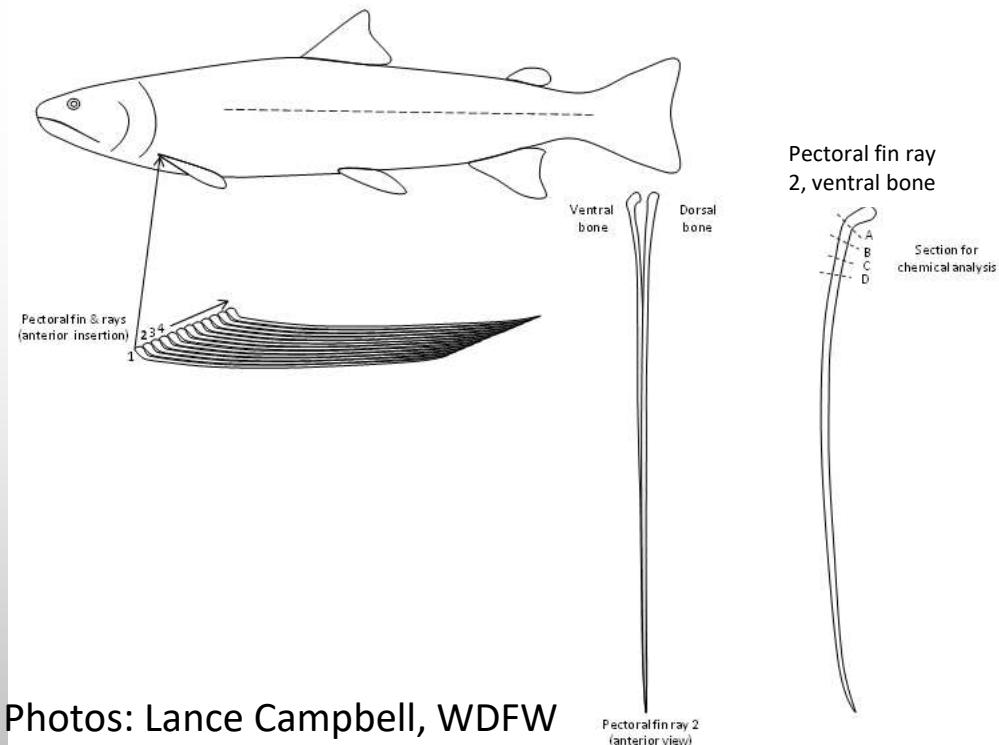 Pectoral fin & rays
(anterior insertion)
1
2 3 4
Ventral
bone
Dorsal
bone
Pectoral fin ray 2
(anterior view)
Pectoral fin ray
2, ventral bone
A
B
C
D
Section for
chemical analysis
Photos: Lance Campbell, WDFW